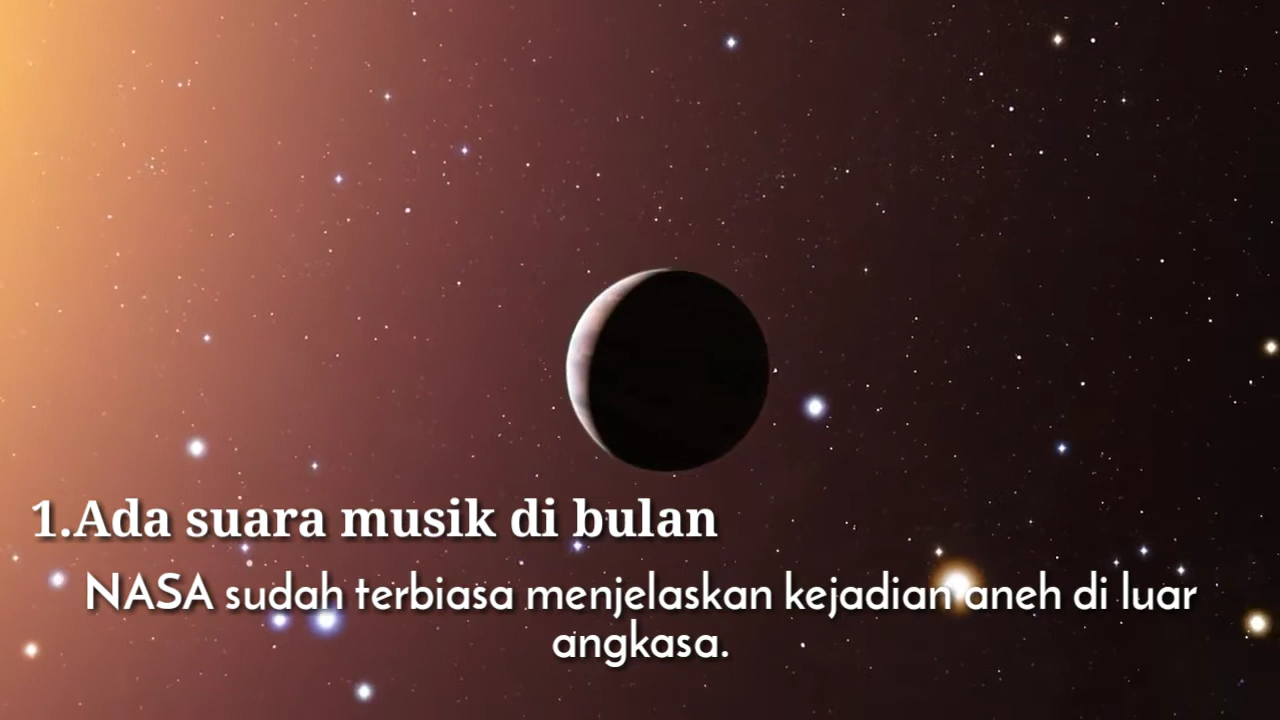 1.Ada suara musik di bulan
NASA sudah terbiasa menjelaskan kejadian aneh di luar
angkasa.